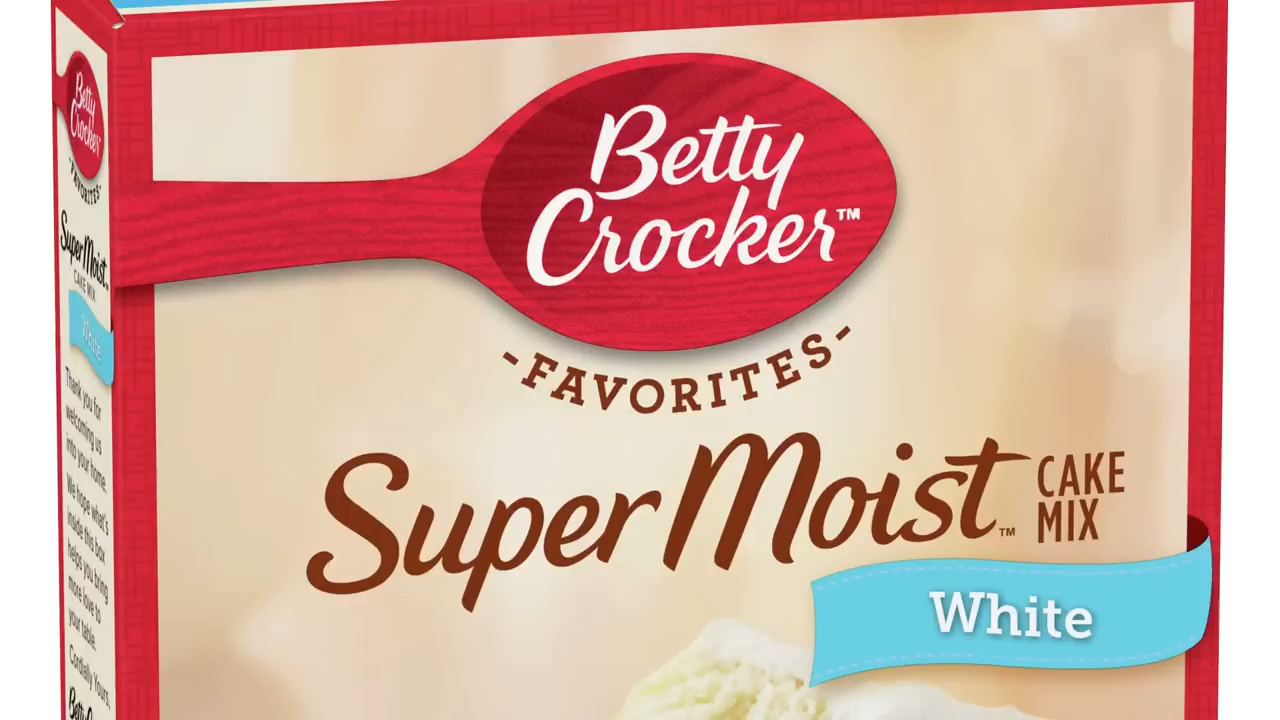 Betty
Crocker™
-FAVORITES-
Super Moist™
CAKE
MIX
White
Betty
Crocker
FAVORITES
Super Moist™
CAKE MIX
White
Thank you for
welcoming us
into your home.
We hope what's
inside this box
helps you bring
more love to
your table.
Cordially Yours,